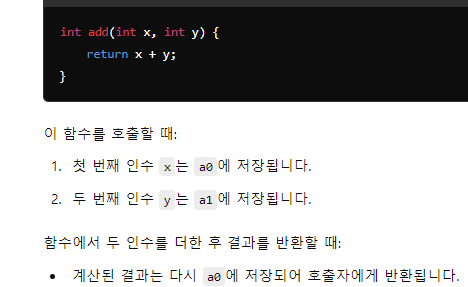 int add(int x, int y) {
    return x + y;
}
이 함수를 호출할 때:
1. 첫 번째 인수 x는 a0에 저장됩니다.
2. 두 번째 인수 y는 a1에 저장됩니다.
함수에서 두 인수를 더한 후 결과를 반환할 때:
• 계산된 결과는 다시 a0에 저장되어 호출자에게 반환됩니다.